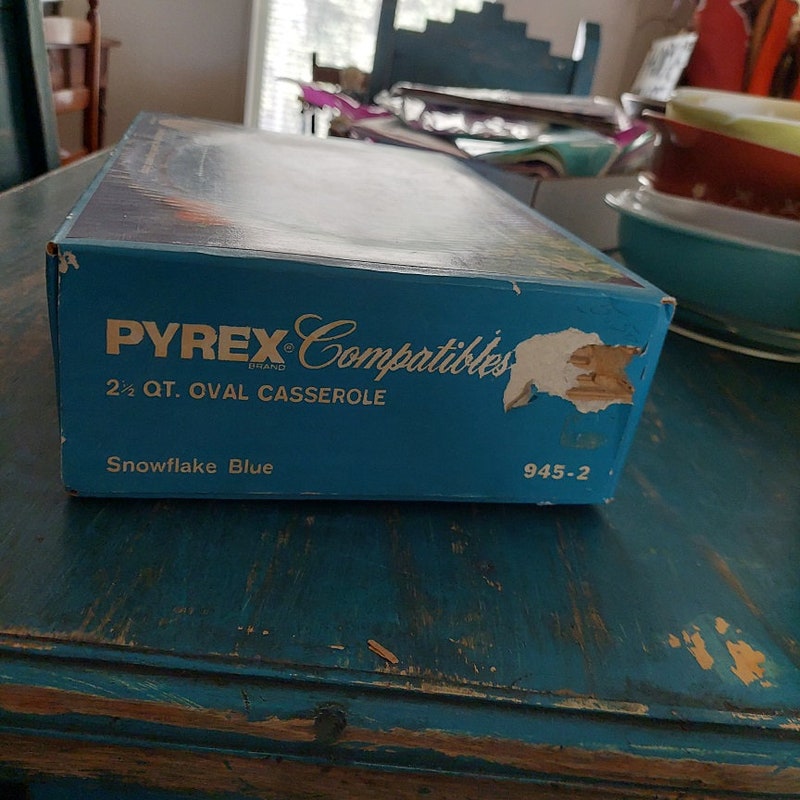 PYREX® Compatibles
BRAND
2½ QT. OVAL CASSEROLE
Snowflake Blue
945-2